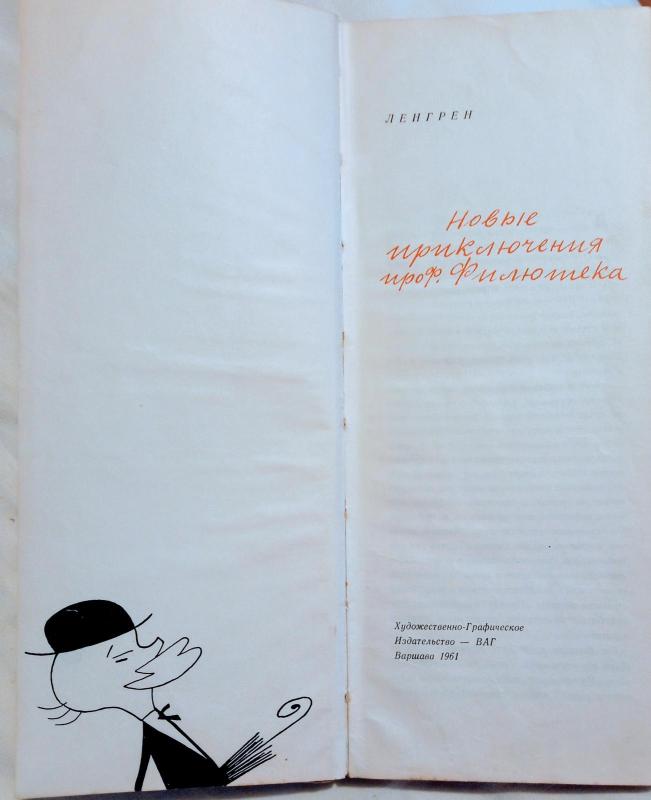 ЛЕНГРЕН
Новые
приключения
проф. Филютека
Художественно-Графическое
Издательство — ВАГ
Варшава 1961